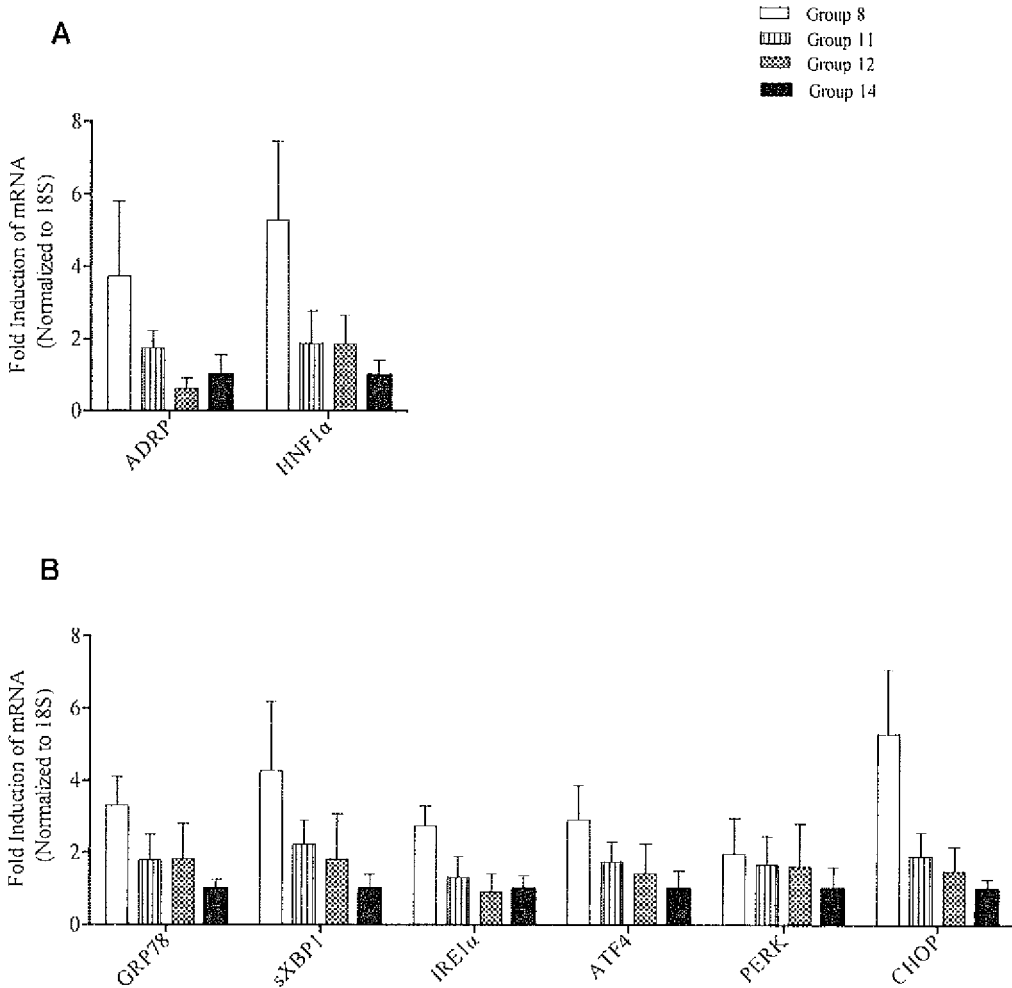 Group 8
Group 11
Group 12
Group 14
A
Fold Induction of mRNA
(Normalized to 18S)
8
6
4
2
0
ADRP
HNF1α
B
Fold Induction of mRNA
(Normalized to 18S)
8
6
4
2
0
GRP78
sXBP1
IRE1α
ATF4
PERK
CHOP